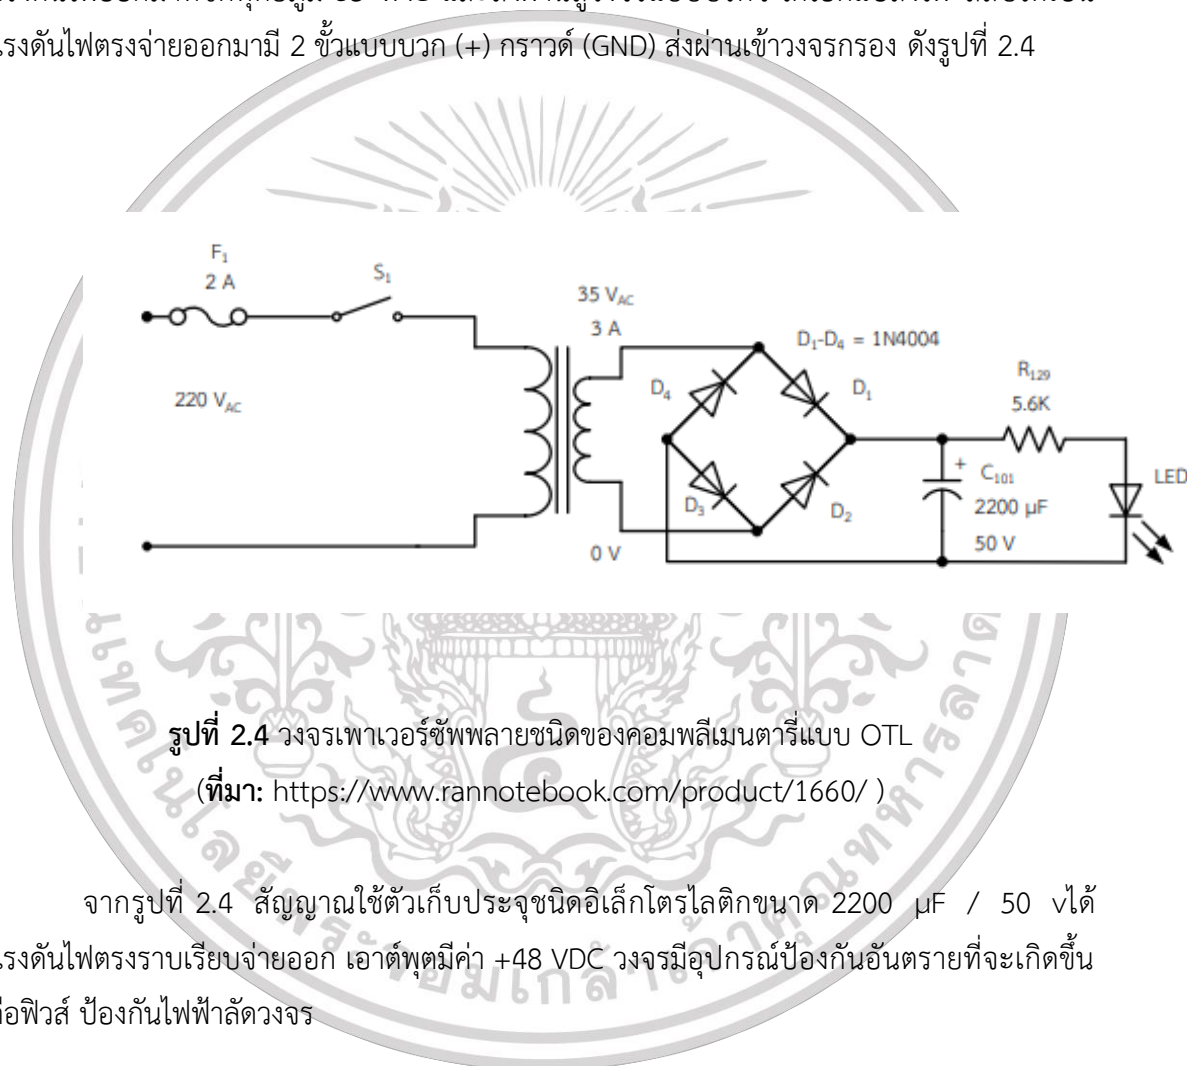 แรงดันไฟตรงจ่ายออกมามี 2 ขั้วแบบบวก (+) กราวด์ (GND) ส่งผ่านเข้าวงจรกรอง ดังรูปที่ 2.4
F1
2 A
S1
35 VAC
3 A
D1-D4 = 1N4004
220 VAC
D4
D1
R129
5.6K
+
C101
2200 µF
50 V
LED
D3
D2
0 V
รูปที่ 2.4 วงจรเพาเวอร์ซัพพลายชนิดของคอมพลีเมนตารี่แบบ OTL
(ที่มา: https://www.rannotebook.com/product/1660/ )
จากรูปที่ 2.4 สัญญาณใช้ตัวเก็บประจุชนิดอิเล็กโตรไลติกขนาด 2200 µF / 50 vได้
แรงดันไฟตรงราบเรียบจ่ายออก เอาต์พุตมีค่า +48 VDC วงจรมีอุปกรณ์ป้องกันอันตรายที่จะเกิดขึ้น
คือฟิวส์ ป้องกันไฟฟ้าลัดวงจร